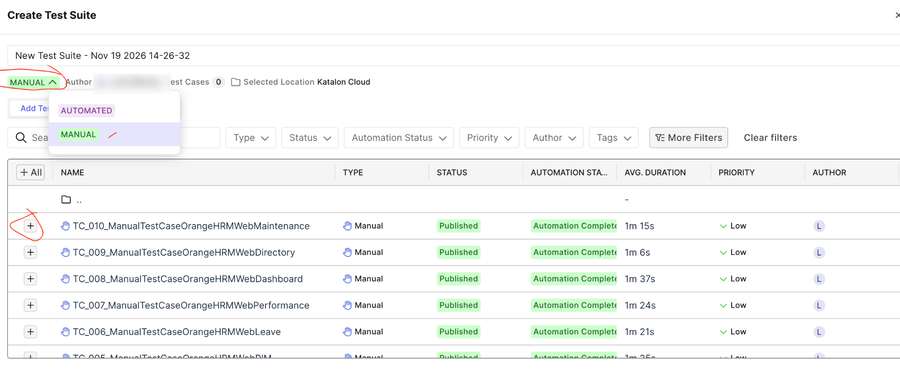 Create Test Suite
New Test Suite - Nov 19 2026 14-26-32
MANUAL Author est Cases 0 Selected Location Katalon Cloud
Add Te
AUTOMATED
MANUAL
Sea Type Status Automation Status Priority Author Tags More Filters Clear filters
+ All NAME TYPE STATUS AUTOMATION STA... AVG. DURATION PRIORITY AUTHOR
.. -
+ TC_010_ManualTestCaseOrangeHRMWebMaintenance Manual Published Automation Complete 1m 15s Low L
+ TC_009_ManualTestCaseOrangeHRMWebDirectory Manual Published Automation Complete 1m 6s Low L
+ TC_008_ManualTestCaseOrangeHRMWebDashboard Manual Published Automation Complete 1m 37s Low L
+ TC_007_ManualTestCaseOrangeHRMWebPerformance Manual Published Automation Complete 1m 24s Low L
+ TC_006_ManualTestCaseOrangeHRMWebLeave Manual Published Automation Complete 1m 21s Low L